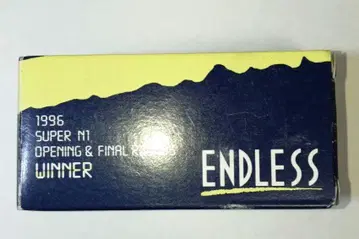 1996
SUPER N1
OPENING & FINAL
WINNER
ENDLESS